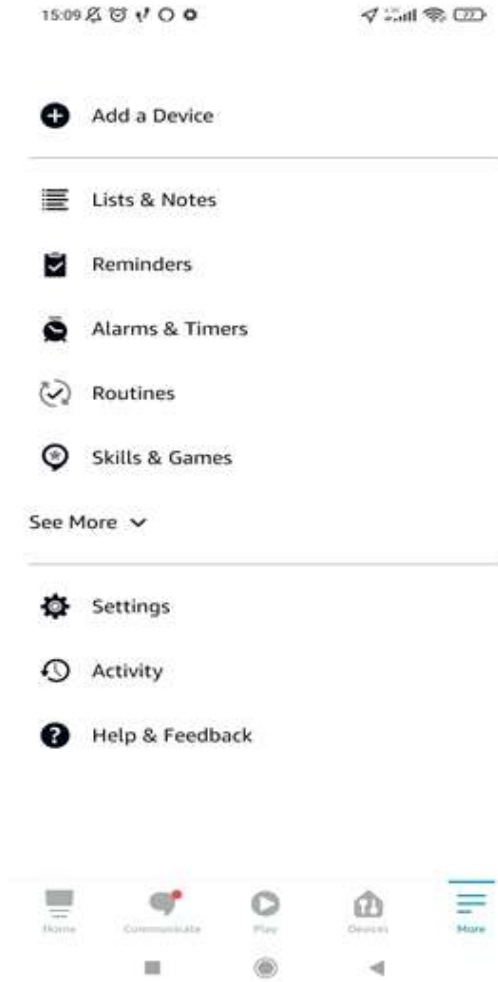 15:09
77
Add a Device
Lists & Notes
Reminders
Alarms & Timers
Routines
Skills & Games
See More
Settings
Activity
Help & Feedback
Home
Communicate
Play
Devices
More